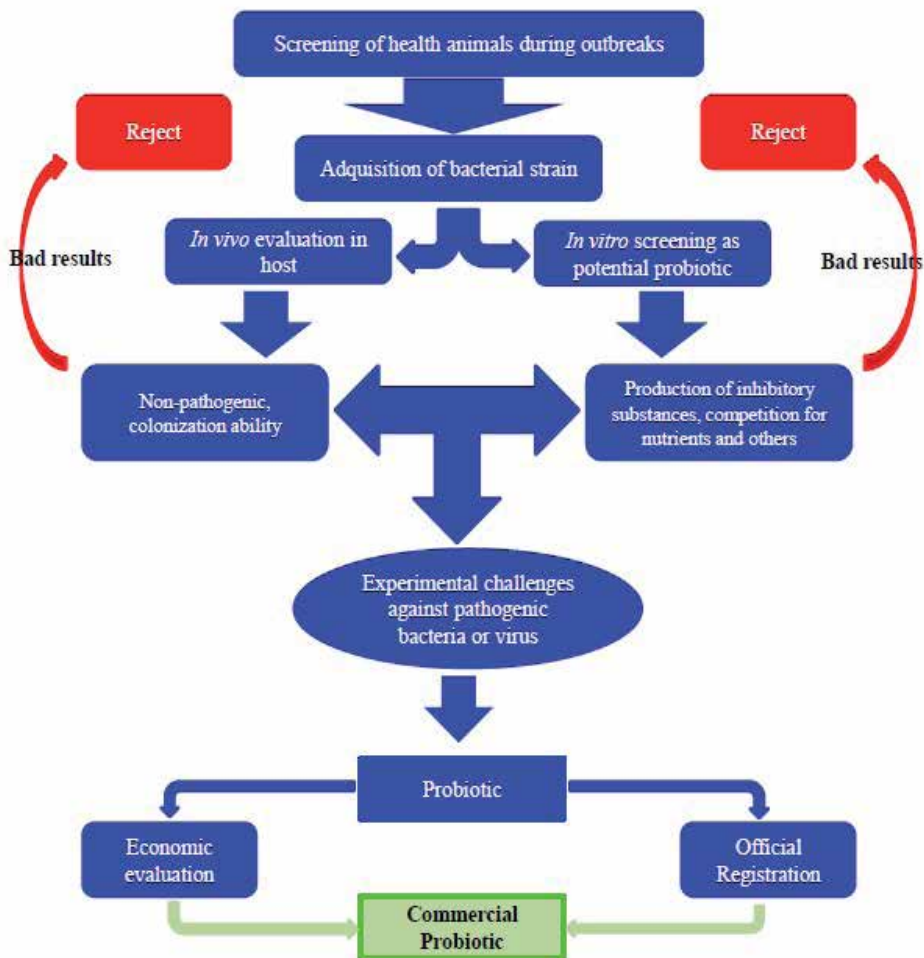 Screening of health animals during outbreaks
Reject
Reject
Adquisition of bacterial strain
In vivo evaluation in
host
In vitro screening as
potential probiotic
Bad results
Bad results
Non-pathogenic,
colonization ability
Production of inhibitory
substances, competition for
nutrients and others
Experimental challenges
against pathogenic
bacteria or virus
Probiotic
Economic
evaluation
Official
Registration
Commercial
Probiotic